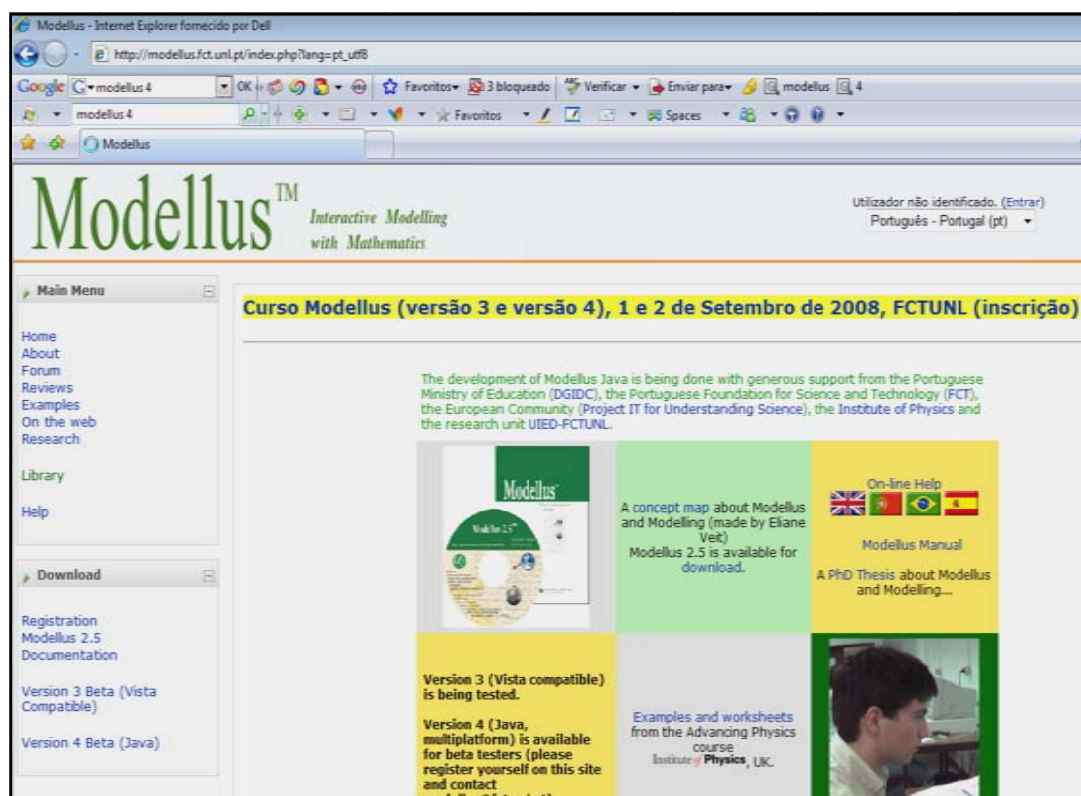 Modellus - Internet Explorer fornecido por Dell
http://modellus.fct.unl.pt/index.php?lang=pt_utf8
Google modellus 4 OK Favoritos 3 bloqueado Verificar Enviar para modellus 4
modellus 4 Favoritos Spaces
Modellus
Modellus™
Interactive Modelling
with Mathematics
Utilizador não identificado. (Entrar)
Português - Portugal (pt)
Main Menu
Home
About
Forum
Reviews
Examples
On the web
Research
Library
Help
Download
Registration
Modellus 2.5
Documentation
Version 3 Beta (Vista
Compatible)
Version 4 Beta (Java)
Curso Modellus (versão 3 e versão 4), 1 e 2 de Setembro de 2008, FCTUNL (inscrição)
The development of Modellus Java is being done with generous support from the Portuguese
Ministry of Education (DGIDC), the Portuguese Foundation for Science and Technology (FCT),
the European Community (Project IT for Understanding Science), the Institute of Physics and
the research unit UIED-FCTUNL.
Modellus
Modellus 2.5
A concept map about Modellus
and Modelling (made by Eliane
Veit)
Modellus 2.5 is available for
download.
On-line Help
Modellus Manual
A PhD Thesis about Modellus
and Modelling...
Version 3 (Vista compatible)
is being tested.
Version 4 (Java,
multiplatform) is available
for beta testers (please
register yourself on this site
and contact
Examples and worksheets
from the Advancing Physics
course
Institute of Physics, UK.